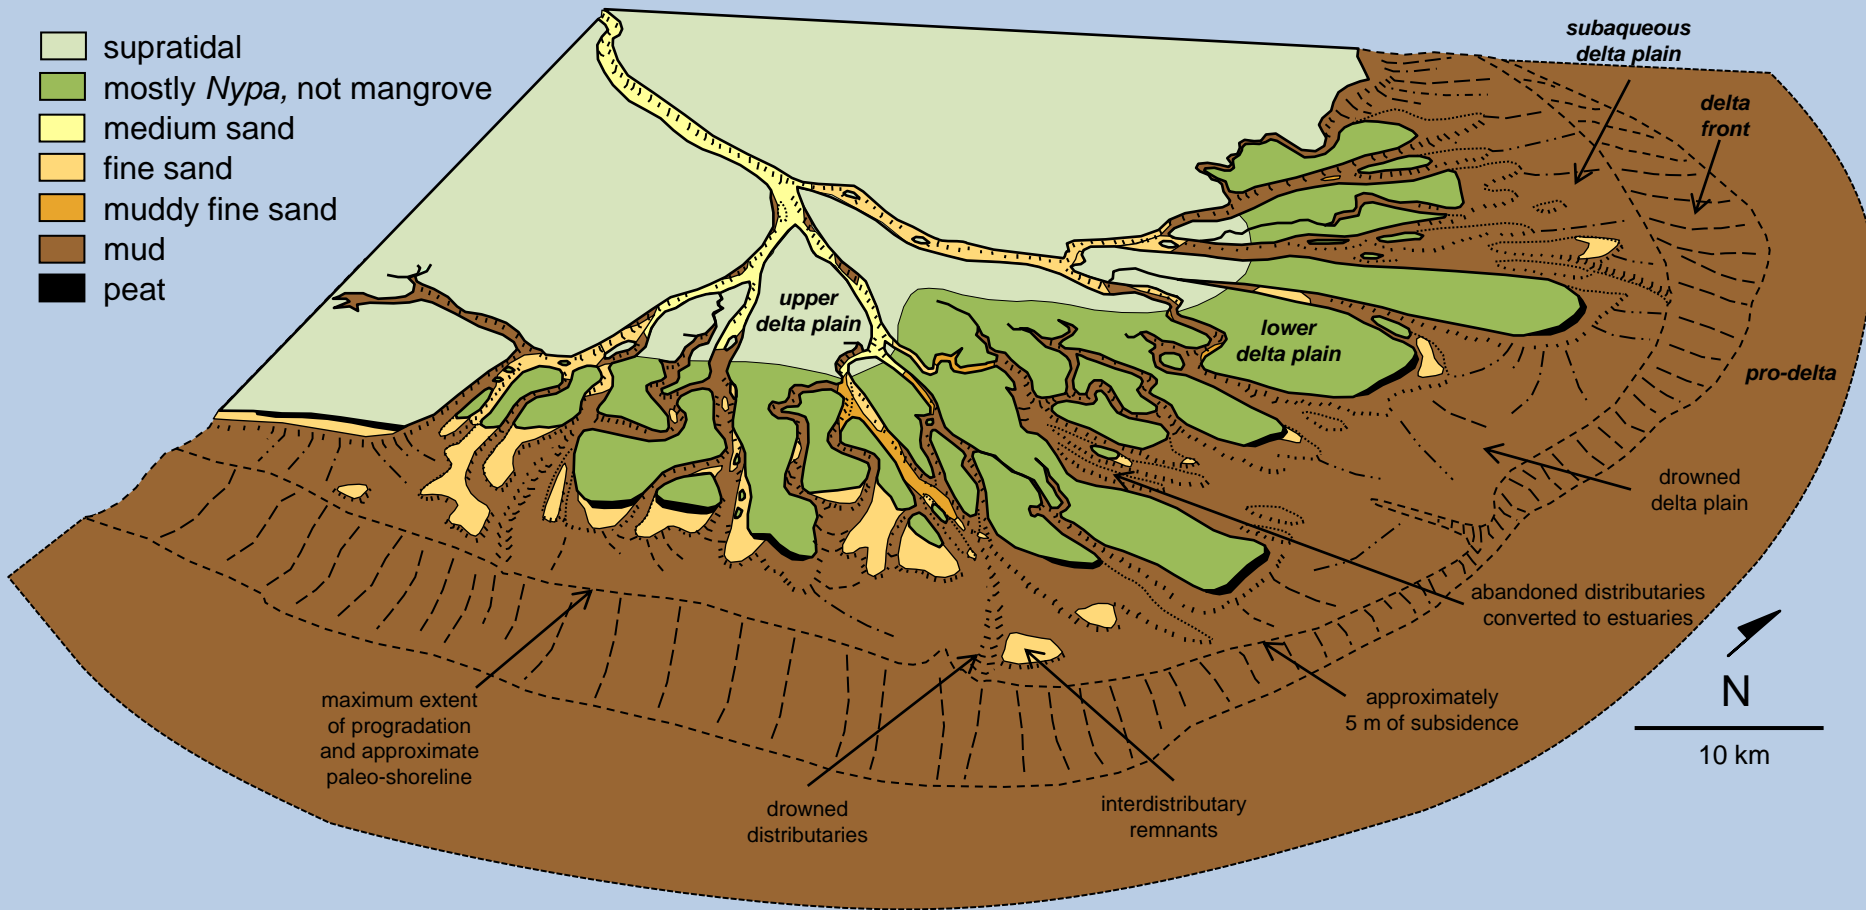 supratidal
mostly Nypa, not mangrove
medium sand
fine sand
muddy fine sand
mud
peat
subaqueous
delta plain
delta
front
upper
delta plain
lower
delta plain
pro-delta
drowned
delta plain
abandoned distributaries
converted to estuaries
approximately
5 m of subsidence
N
10 km
maximum extent
of progradation
and approximate
paleo-shoreline
drowned
distributaries
interdistributary
remnants